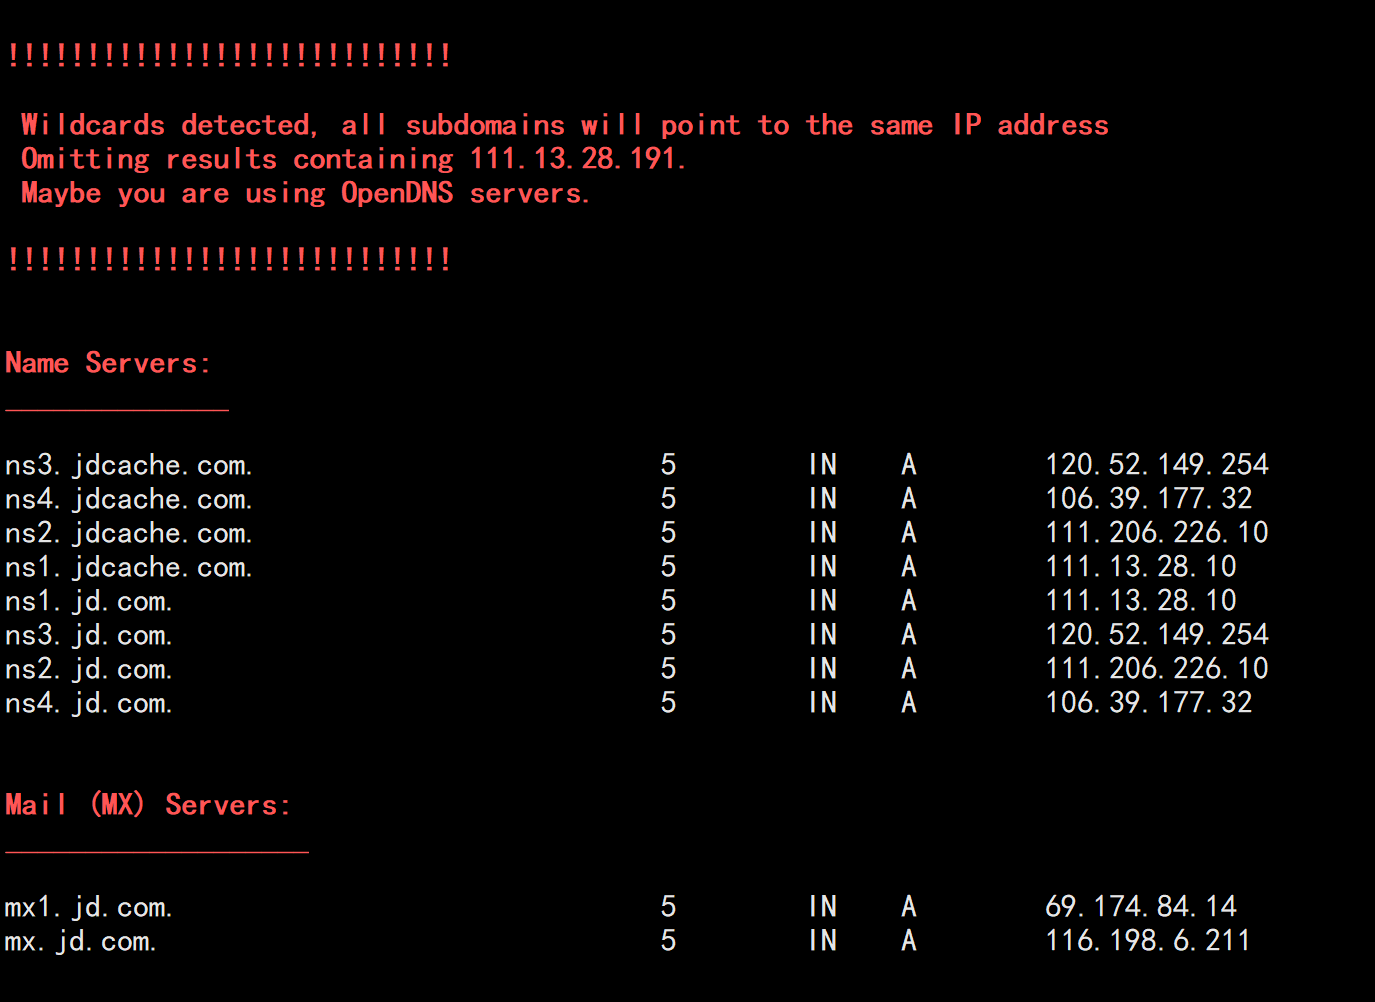 !!!!!!!!!!!!!!!!!!!!!!!!!!!!
Wildcards detected, all subdomains will point to the same IP address
Omitting results containing 111.13.28.191.
Maybe you are using OpenDNS servers.
!!!!!!!!!!!!!!!!!!!!!!!!!!!!
Name Servers:
______________
ns3.jdcache.com. 5 IN A 120.52.149.254
ns4.jdcache.com. 5 IN A 106.39.177.32
ns2.jdcache.com. 5 IN A 111.206.226.10
ns1.jdcache.com. 5 IN A 111.13.28.10
ns1.jd.com. 5 IN A 111.13.28.10
ns3.jd.com. 5 IN A 120.52.149.254
ns2.jd.com. 5 IN A 111.206.226.10
ns4.jd.com. 5 IN A 106.39.177.32
Mail (MX) Servers:
___________________
mx1.jd.com. 5 IN A 69.174.84.14
mx.jd.com. 5 IN A 116.198.6.211